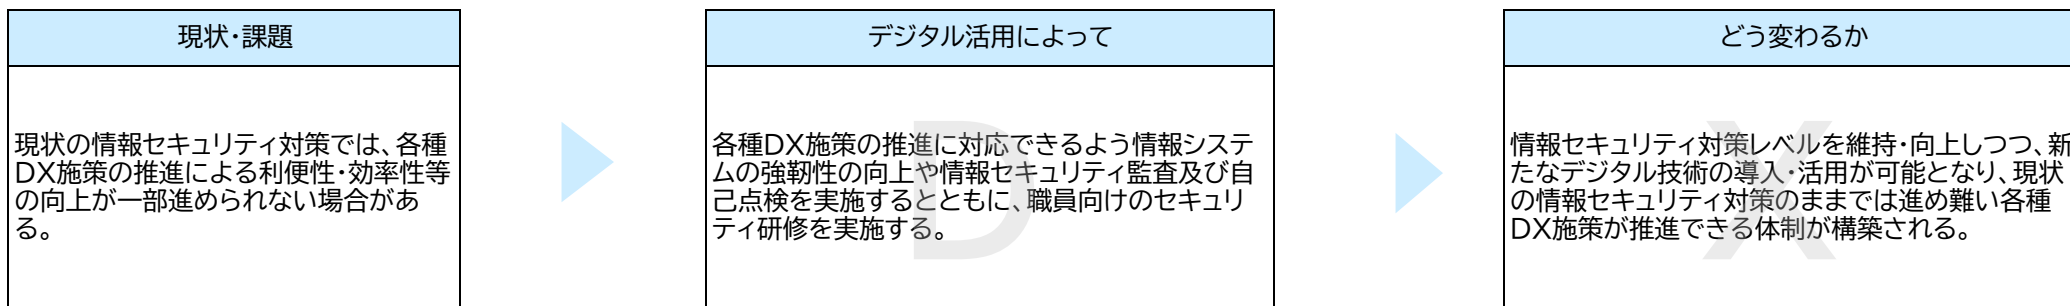 現状・課題
現状の情報セキュリティ対策では、各種
DX施策の推進による利便性・効率性等
の向上が一部進められない場合があ
る。
デジタル活用によって
各種DX施策の推進に対応できるよう情報システ
ムの強靭性の向上や情報セキュリティ監査及び自
己点検を実施するとともに、職員向けのセキュリ
ティ研修を実施する。
D
どう変わるか
情報セキュリティ対策レベルを維持・向上しつつ、新
たなデジタル技術の導入・活用が可能となり、現状
の情報セキュリティ対策のままでは進め難い各種
DX施策が推進できる体制が構築される。
X